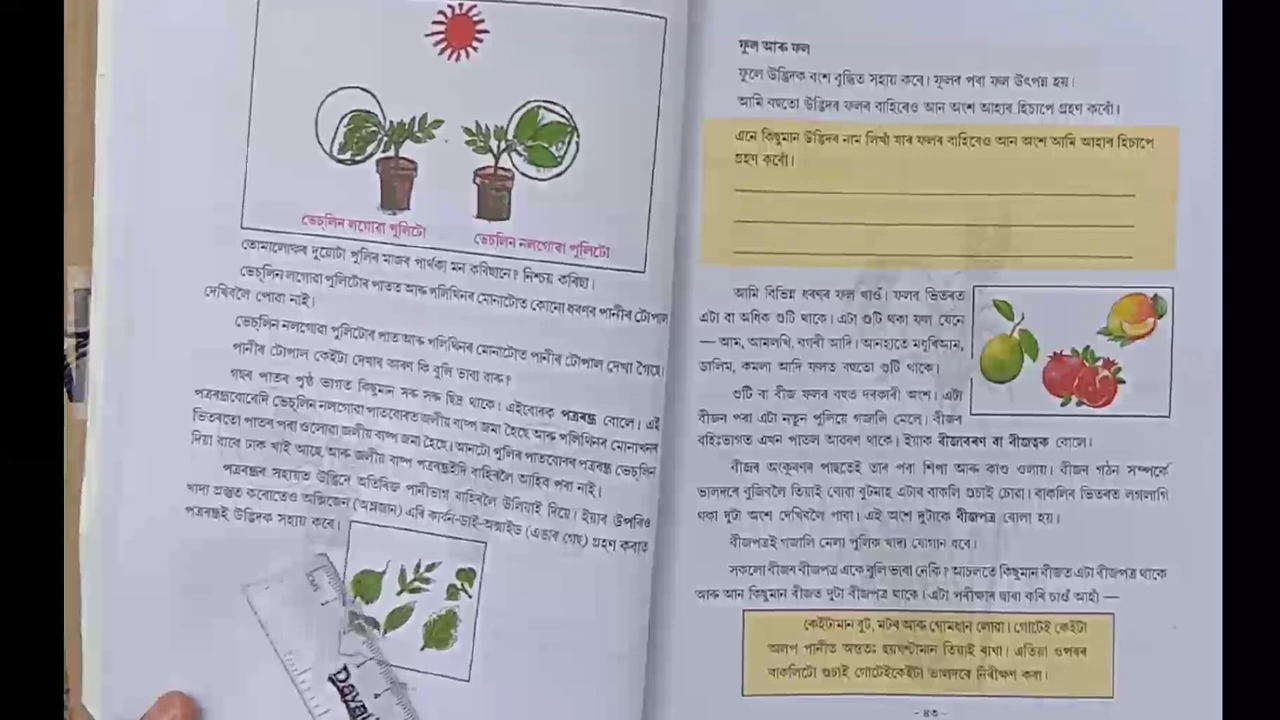 ভেচ্‌লিন লগোৱা পুলিটো
ভেচ্‌লিন নলগোৱা পুলিটো
তোমালোকৰ দুয়োটা পুলিৰ মাজৰ পাৰ্থক্য মন কৰিছানে? নিশ্চয় কৰিছা।
ভেচ্‌লিন লগোৱা পুলিটোৰ পাতত আৰু পলিথিনৰ মোনাটোত কোনো ধৰণৰ পানীৰ টোপাল
দেখিবলৈ পোৱা নাই।
ভেচ্‌লিন নলগোৱা পুলিটোৰ পাত আৰু পলিথিনৰ মোনাটোত পানীৰ টোপাল দেখা গৈছে।
পানীৰ টোপাল কেইটা দেখাৰ কাৰণ কি বুলি ভাবা বাৰু?
গছৰ পাতৰ পৃষ্ঠ ভাগত কিছুমান সৰু সৰু ছিদ্ৰ থাকে। এইবোৰক পত্ৰৰন্ধ্ৰ বোলে। এই
পত্ৰৰন্ধ্ৰবোৰেদি ভেচ্‌লিন নলগোৱা পাতবোৰত জলীয় বাষ্প জমা হৈছে আৰু পলিথিনৰ মোনাখনৰ
ভিতৰতো পাতৰ পৰা ওলোৱা জলীয় বাষ্প জমা হৈছে। আনটো পুলিৰ পাতবোৰৰ পত্ৰৰন্ধ্ৰ ভেচ্‌লিন
দিয়া বাবে ঢাক খাই আছে আৰু জলীয় বাষ্প পত্ৰৰন্ধ্ৰইদি বাহিৰলৈ আহিব পৰা নাই।
পত্ৰৰন্ধ্ৰৰ সহায়ত উদ্ভিদে অতিৰিক্ত পানীভাগ বাহিৰলৈ উলিয়াই দিয়ে। ইয়াৰ উপৰিও
খাদ্য প্ৰস্তুত কৰোতেও অক্সিজেন (অম্লজান) এৰি কাৰ্বন-ডাই-অক্সাইড (এঙাৰ গেছ) গ্ৰহণ কৰাত
পত্ৰৰন্ধ্ৰই উদ্ভিদক সহায় কৰে।
ফুল আৰু ফল
ফুলে উদ্ভিদক বংশ বৃদ্ধিত সহায় কৰে। ফুলৰ পৰা ফল উৎপন্ন হয়।
আমি বহুতো উদ্ভিদৰ ফলৰ বাহিৰেও আন অংশ আহাৰ হিচাপে গ্ৰহণ কৰোঁ।
এনে কিছুমান উদ্ভিদৰ নাম লিখাঁ যাৰ ফলৰ বাহিৰেও আন অংশ আমি আহাৰ হিচাপে
গ্ৰহণ কৰোঁ।
আমি বিভিন্ন ধৰণৰ ফল খাওঁ। ফলৰ ভিতৰত
এটা বা অধিক গুটি থাকে। এটা গুটি থকা ফল যেনে
— আম, আমলখি, বগৰী আদি। আনহাতে মধুৰিআম,
ডালিম, কমলা আদি ফলত বহুতো গুটি থাকে।
গুটি বা বীজ ফলৰ বহুত দৰকাৰী অংশ। এটা
বীজৰ পৰা এটা নতুন পুলিয়ে গজালি মেলে। বীজৰ
বহিঃভাগত এখন পাতল আৱৰণ থাকে। ইয়াক বীজাবৰণ বা বীজত্বক বোলে।
বীজৰ অংকুৰণৰ পাছতেই তাৰ পৰা শিপা আৰু কাণ্ড ওলায়। বীজৰ গঠন সম্পৰ্কে
ভালদৰে বুজিবলৈ তিয়াই থোৱা বুটমাহ এটাৰ বাকলি গুচাই চোৱা। বাকলিৰ ভিতৰত লগলাগি
থকা দুটা অংশ দেখিবলৈ পাবা। এই অংশ দুটাকে বীজপত্ৰ বোলা হয়।
বীজপত্ৰই গজালি মেলা পুলিক খাদ্য যোগান ধৰে।
সকলো বীজৰ বীজপত্ৰ একে বুলি ভাবা নেকি? আচলতে কিছুমান বীজত এটা বীজপত্ৰ থাকে
আৰু আন কিছুমান বীজত দুটা বীজপত্ৰ থাকে। এটা পৰীক্ষাৰ দ্বাৰা কৰি চাওঁ আহাঁ —
কেইটামান বুট, মটৰ আৰু গোমধান লোৱা। গোটেই কেইটা
অলপ পানীত অন্ততঃ ছয়ঘণ্টামান তিয়াই ৰাখা। এতিয়া ওপৰৰ
বাকলিটো গুচাই গোটেইকেইটা ভালদৰে নিৰীক্ষণ কৰা।
- ৪৩ -